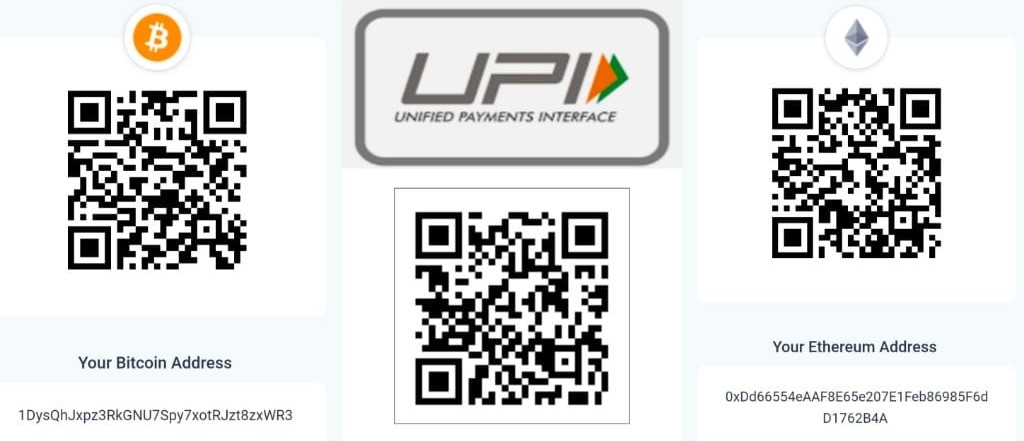 UPI
UNIFIED PAYMENTS INTERFACE
Your Bitcoin Address
1DysQhJxpz3RkGNU7Spy7xotRJzt8zxWR3
Your Ethereum Address
0xDd66554eAAF8E65e207E1Feb86985F6d
D1762B4A